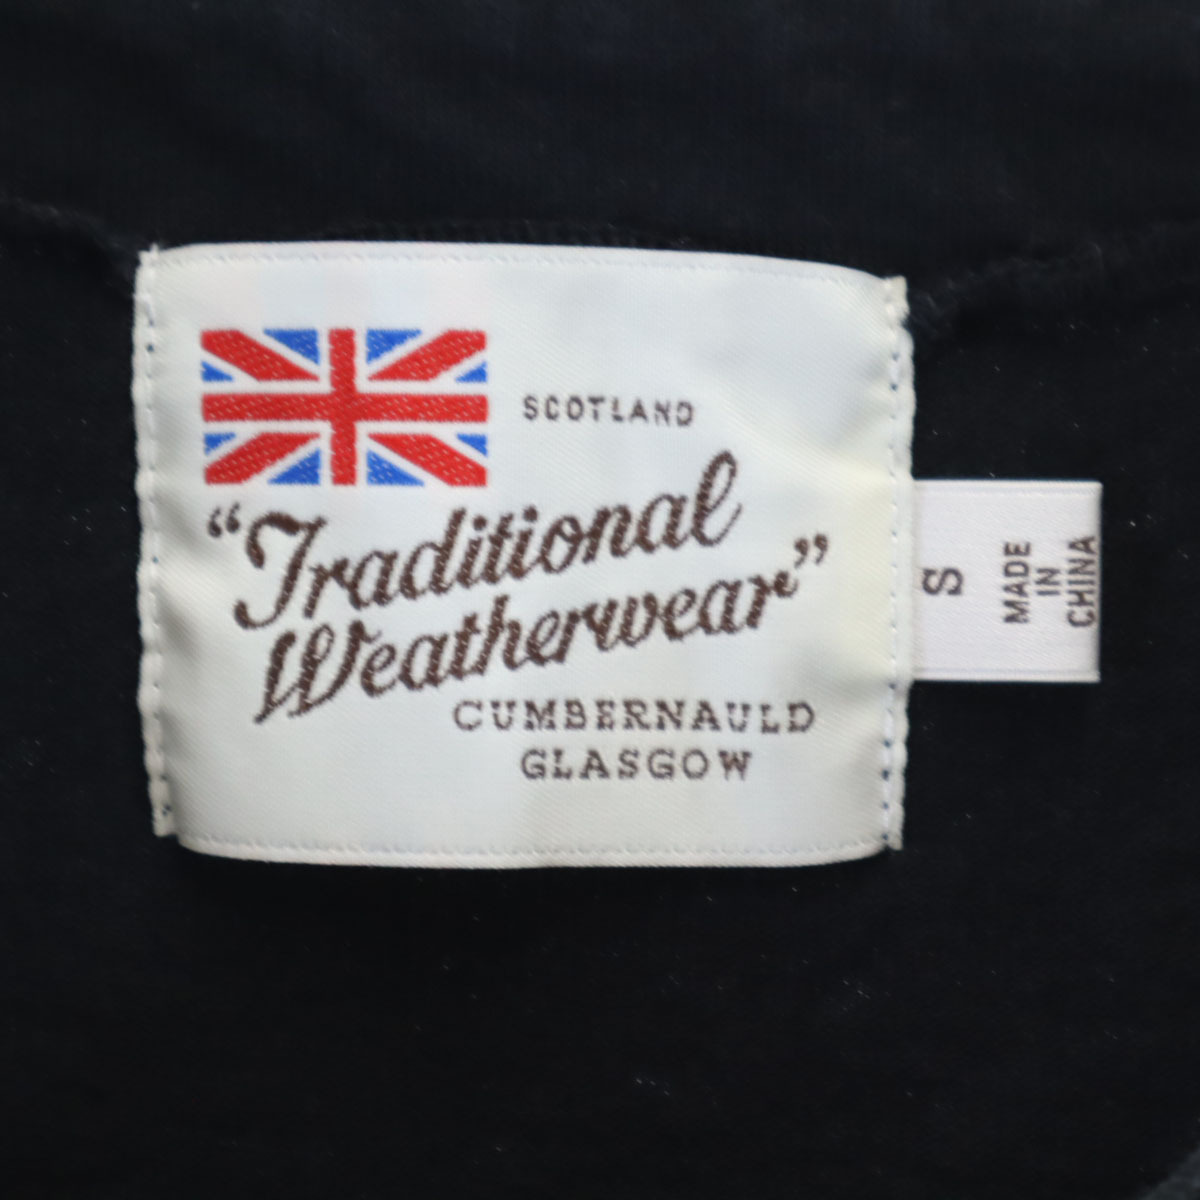 SCOTLAND
“Traditional
Weatherwear”
CUMBERNAULD
GLASGOW
S
MADE
IN
CHINA